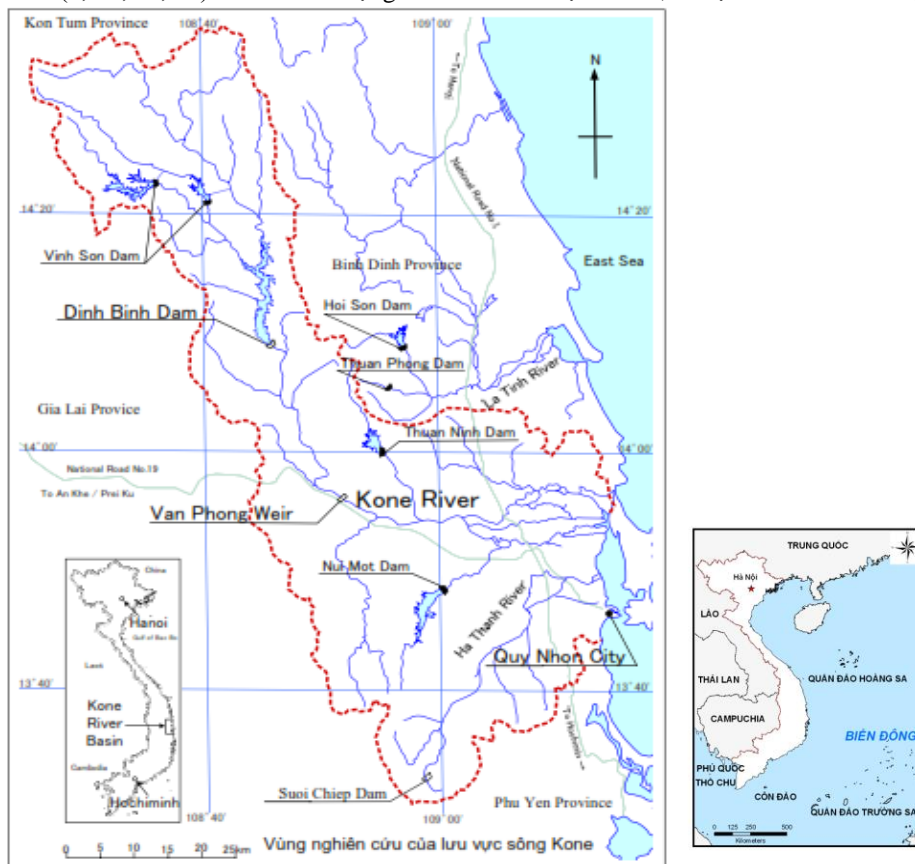 Kon Tum Province
108°40'
109°00'
←To Hanoi
N
National Road No.1
14°20'
14°20'
Vinh Son Dam
Binh Dinh Province
East Sea
Hoi Son Dam
Dinh Binh Dam
Thuan Phong Dam
La Tinh River
Gia Lai Provice
Thuan Ninh Dam
14°00'
14°00'
National Road No.19
To An Khe / Prei Ku
Kone River
Van Phong Weir
Nui Mot Dam
Ha Thanh River
Quy Nhon City
13°40'
13°40'
Suoi Chiep Dam
Phu Yen Province
108°40'
109°00'
0 5 10 15 20 25km
Vùng nghiên cứu của lưu vực sông Kone
China
Hanoi
Gulf of Bac Bo
Kone
River
Basin
Cambodia
Hochiminh
TRUNG QUỐC
Hà Nội
LÀO
THÁI LAN
QUẦN ĐẢO HOÀNG SA
CAMPUCHIA
BIỂN ĐÔNG
PHÚ QUỐC
THỔ CHU
CÔN ĐẢO
QUẦN ĐẢO TRƯỜNG SA
0 125 250 500
Kilometers